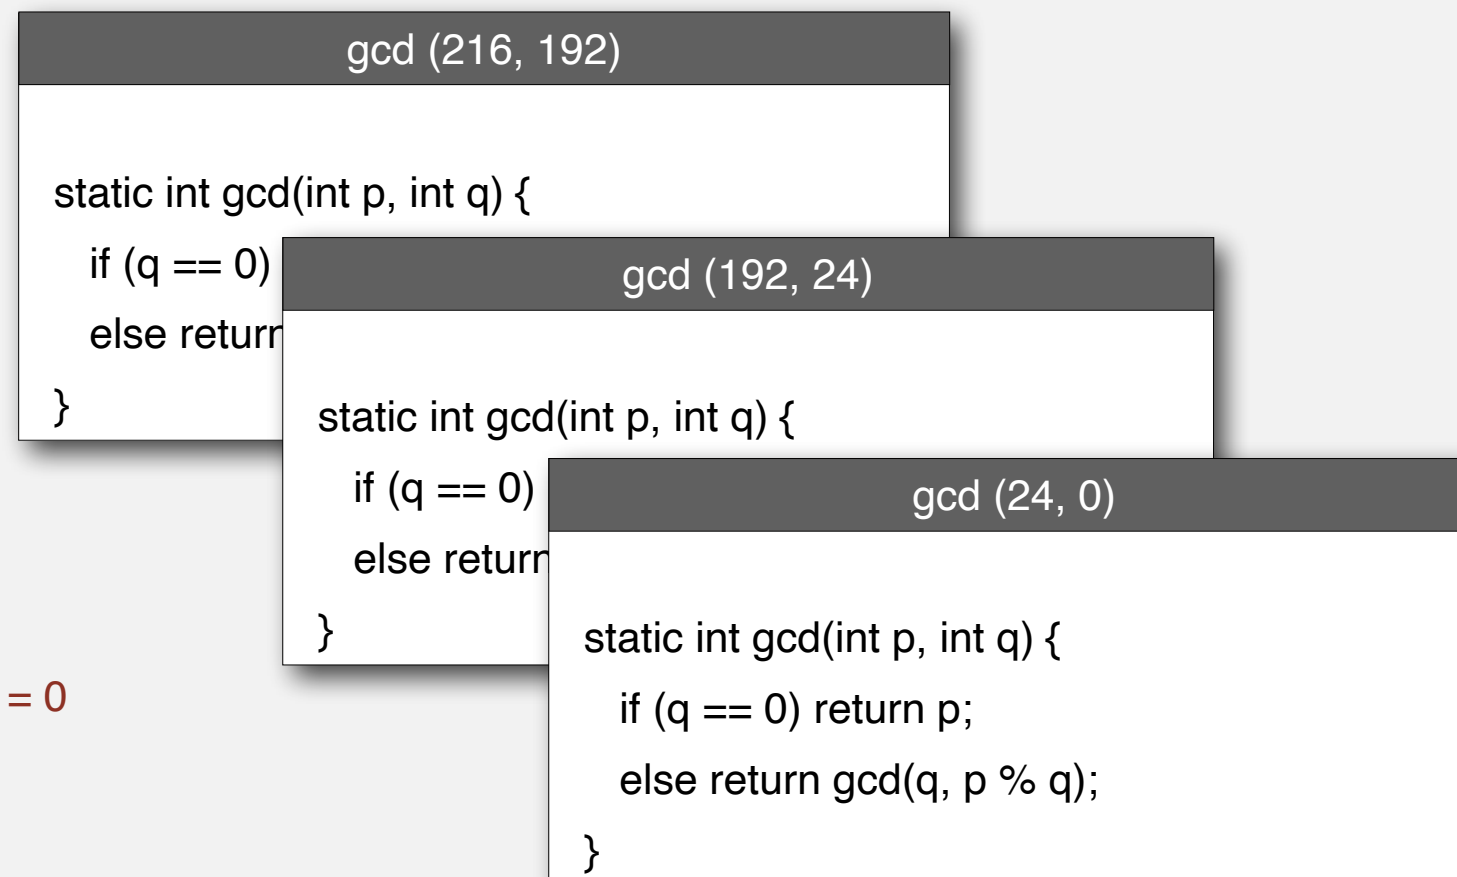 gcd (216, 192)
static int gcd(int p, int q) {
if (q == 0)
else return
}
gcd (192, 24)
static int gcd(int p, int q) {
if (q == 0)
else return
}
gcd (24, 0)
static int gcd(int p, int q) {
if (q == 0) return p;
else return gcd(q, p % q);
}
= 0